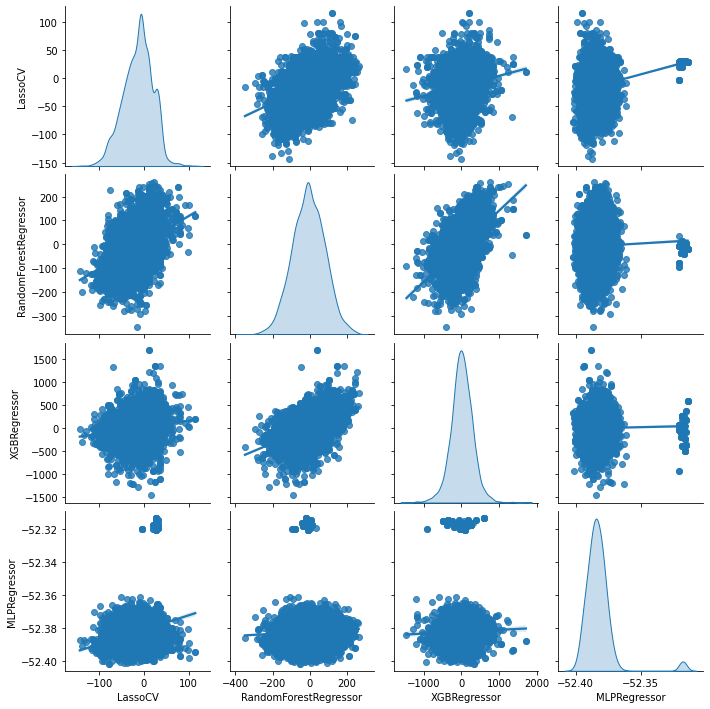 100
50
0
−50
−100
−150
LassoCV
200
100
0
−100
−200
−300
RandomForestRegressor
1500
1000
500
0
−500
−1000
−1500
XGBRegressor
−52.32
−52.34
−52.36
−52.38
−52.40
MLPRegressor
−100 0 100
−400 −200 0 200
−1000 0 1000 2000
−52.40 −52.35
LassoCV
RandomForestRegressor
XGBRegressor
MLPRegressor